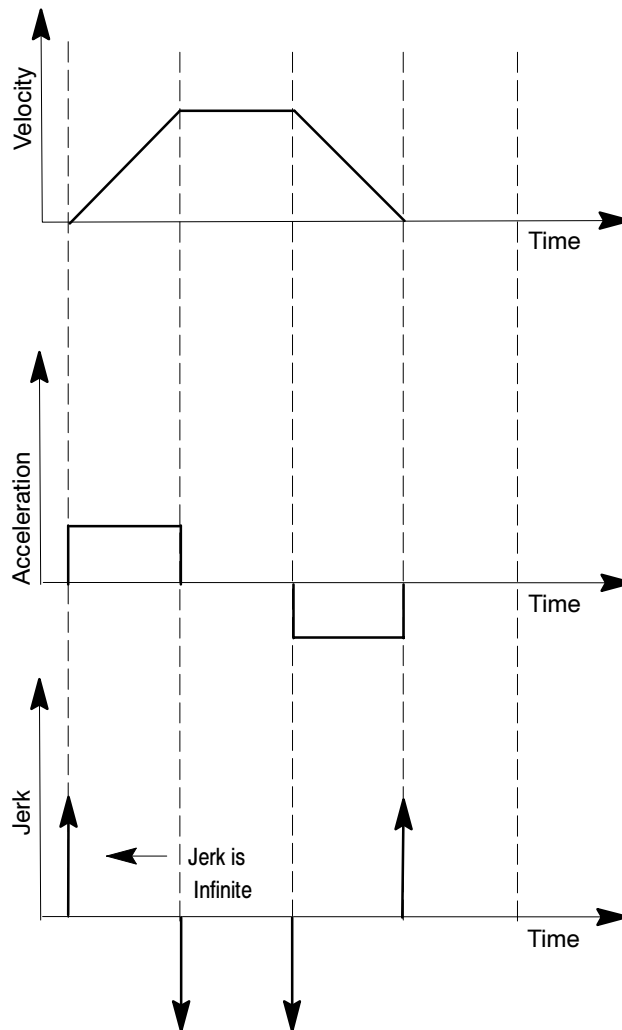 Velocity
Time
Acceleration
Time
Jerk
Jerk is
Infinite
Time